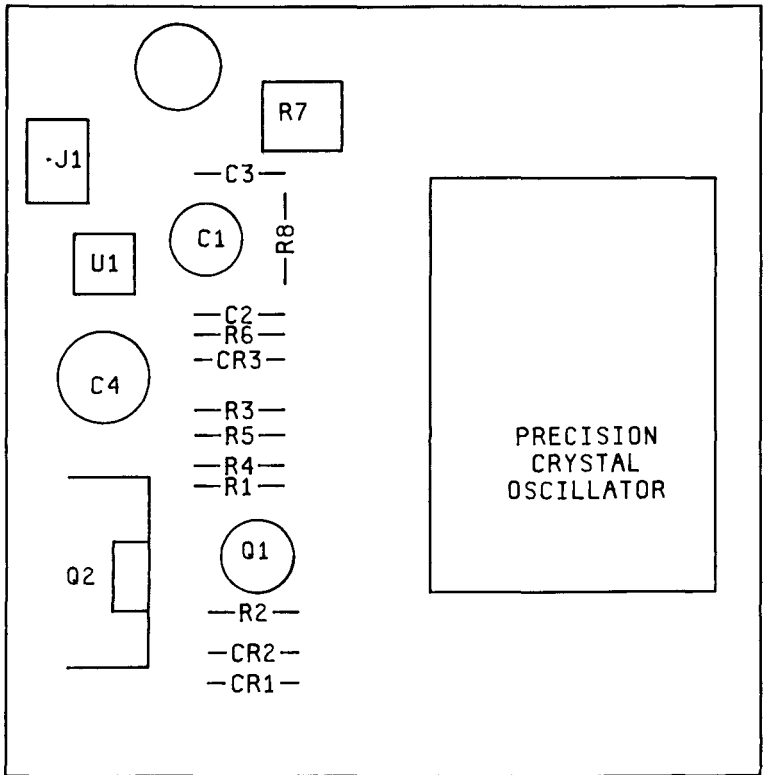 R7
·J1
C3
C1
R8
U1
C2
R6
CR3
C4
R3
R5
PRECISION
CRYSTAL
OSCILLATOR
R4
R1
Q1
Q2
R2
CR2
CR1